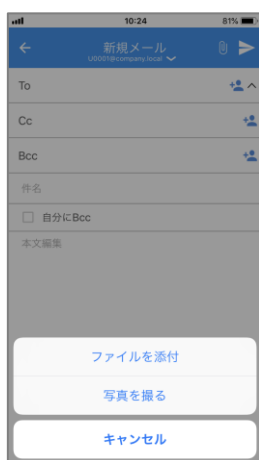 10:24
81%
新規メール
U0001@company.local
To
Cc
Bcc
件名
自分にBcc
本文編集
ファイルを添付
写真を撮る
キャンセル